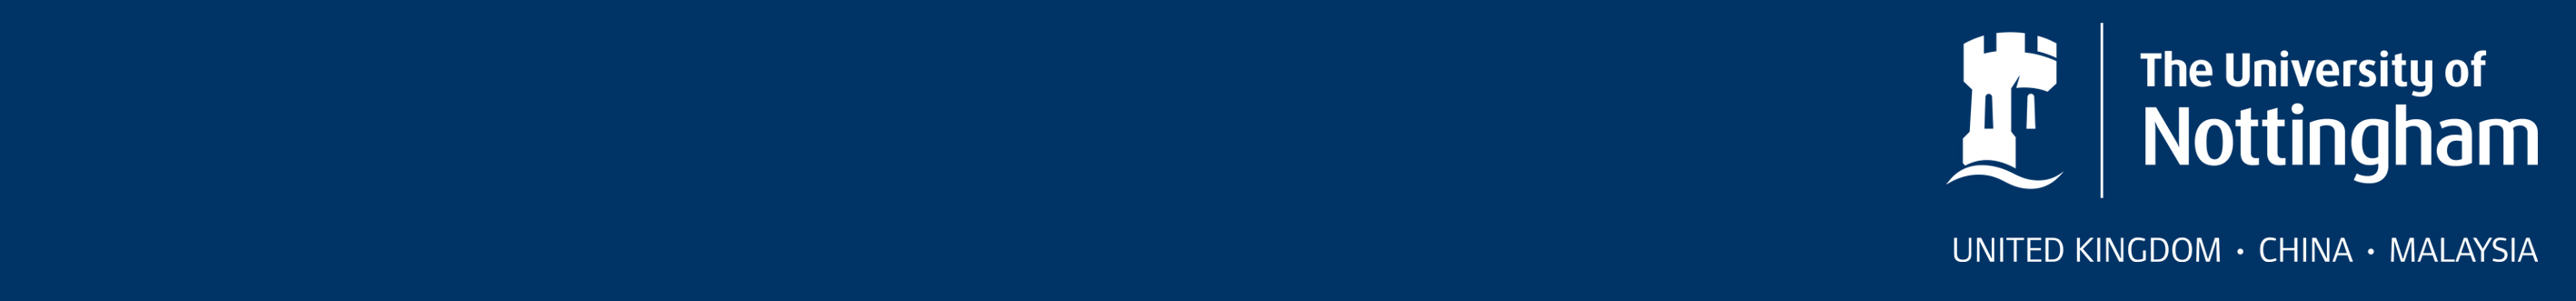 The University of
Nottingham
UNITED KINGDOM · CHINA · MALAYSIA